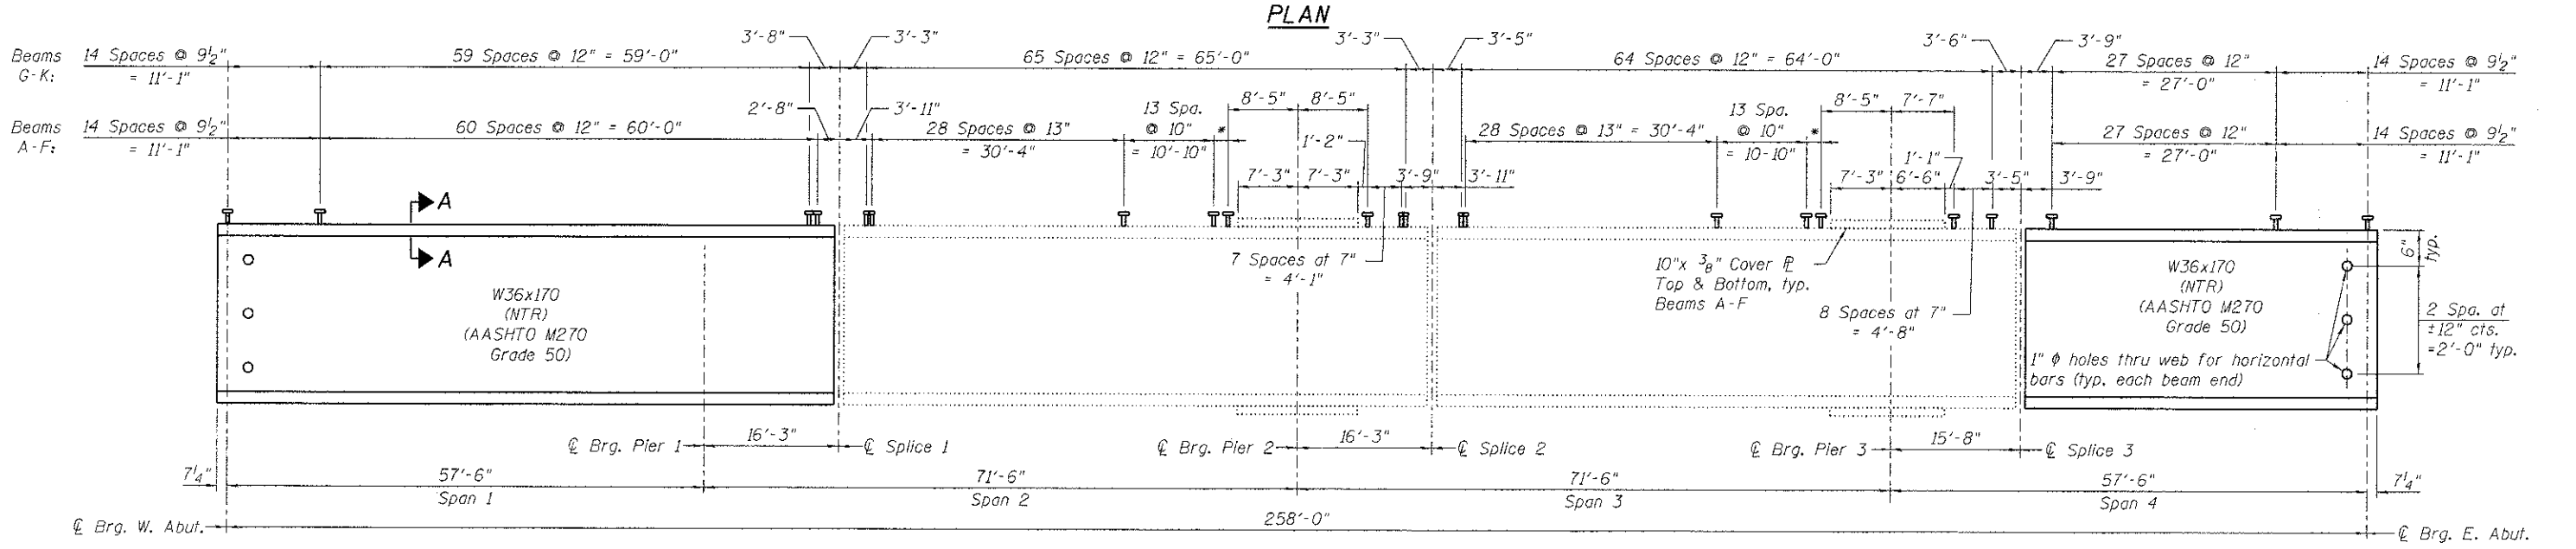 PLAN
Beams G-K:
14 Spaces @ 9½" = 11'-1"
59 Spaces @ 12" = 59'-0"
3'-8"
3'-3"
65 Spaces @ 12" = 65'-0"
3'-3"
3'-5"
64 Spaces @ 12" = 64'-0"
3'-6"
3'-9"
27 Spaces @ 12" = 27'-0"
14 Spaces @ 9½" = 11'-1"
Beams A-F:
14 Spaces @ 9½" = 11'-1"
60 Spaces @ 12" = 60'-0"
2'-8"
3'-11"
28 Spaces @ 13" = 30'-4"
13 Spa. @ 10" = 10'-10"
*
8'-5"
8'-5"
1'-2"
7'-3"
7'-3"
3'-9"
3'-11"
28 Spaces @ 13" = 30'-4"
13 Spa. @ 10" = 10-10"
*
8'-5"
7'-7"
1'-1"
7'-3"
6'-6"
3'-5"
3'-9"
27 Spaces @ 12" = 27'-0"
14 Spaces @ 9½" = 11'-1"
A
A
W36x170
(NTR)
(AASHTO M270
Grade 50)
7 Spaces at 7"
= 4'-1"
10"x ⅜" Cover ℄
Top & Bottom, typ.
Beams A-F
8 Spaces at 7"
= 4'-8"
W36x170
(NTR)
(AASHTO M270
Grade 50)
1" ϕ holes thru web for horizontal
bars (typ. each beam end)
6"
typ.
2 Spa. at
±12" cts.
=2'-0" typ.
℄ Brg. Pier 1
16'-3"
℄ Splice 1
℄ Brg. Pier 2
16'-3"
℄ Splice 2
℄ Brg. Pier 3
15'-8"
℄ Splice 3
7¼"
57'-6"
Span 1
71'-6"
Span 2
71'-6"
Span 3
57'-6"
Span 4
7¼"
℄ Brg. W. Abut.
258'-0"
℄ Brg. E. Abut.